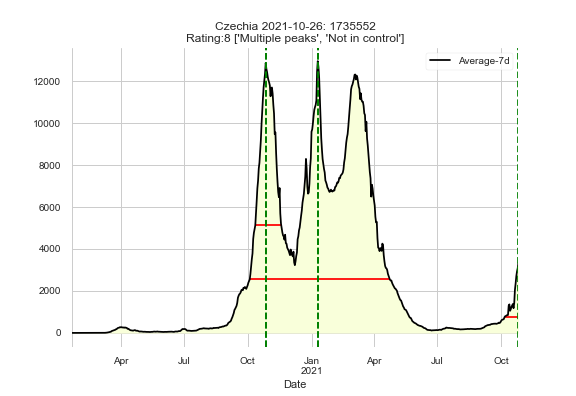 Czechia 2021-10-26: 1735552
Rating:8 ['Multiple peaks', 'Not in control']
Average-7d
12000
10000
8000
6000
4000
2000
0
Apr Jul Oct Jan Apr Jul Oct
2021
Date